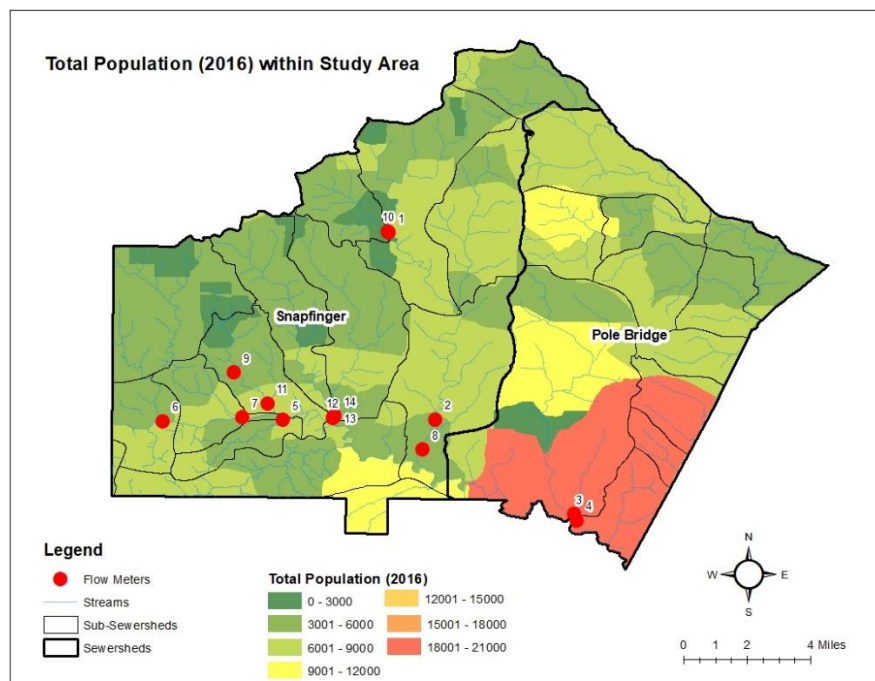 Total Population (2016) within Study Area
10 1
Snapfinger
Pole Bridge
9
11
6
7
5
12
14
13
2
8
3
4
Legend
Flow Meters
Streams
Sub-Sewersheds
Sewersheds
Total Population (2016)
0 - 3000
3001 - 6000
6001 - 9000
9001 - 12000
12001 - 15000
15001 - 18000
18001 - 21000
N
W E
S
0 2 4 Miles